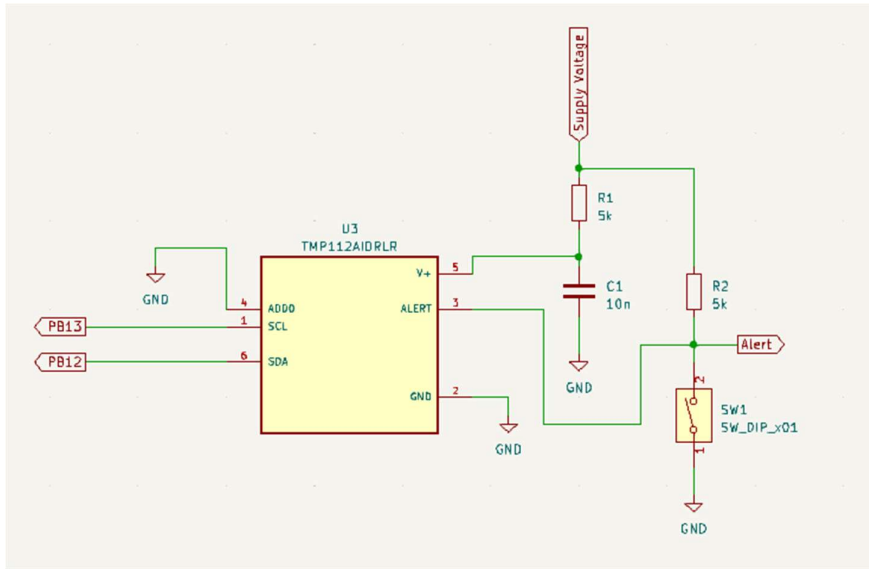 Supply Voltage
R1
5k
U3
TMP112AIDRLR
V+
5
C1
10n
R2
5k
GND
4
ADD0
ALERT
3
PB13
1
SCL
Alert
PB12
6
SDA
GND
2
GND
2
SW1
SW_DIP_x01
GND
1
GND